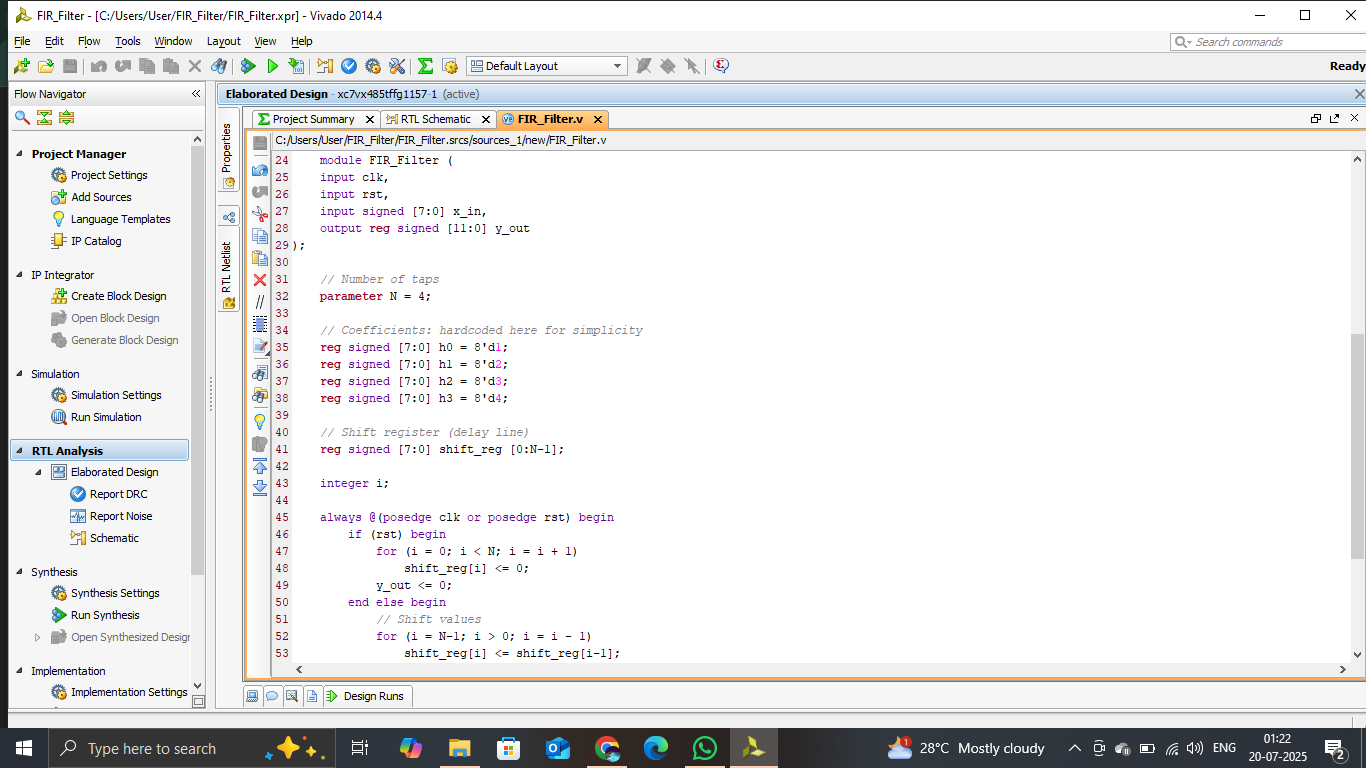 FIR_Filter - [C:/Users/User/FIR_Filter/FIR_Filter.xpr] - Vivado 2014.4
File Edit Flow Tools Window Layout View Help
Search commands
Default Layout
Ready
Flow Navigator
Project Manager
Project Settings
Add Sources
Language Templates
IP Catalog
IP Integrator
Create Block Design
Open Block Design
Generate Block Design
Simulation
Simulation Settings
Run Simulation
RTL Analysis
Elaborated Design
Report DRC
Report Noise
Schematic
Synthesis
Synthesis Settings
Run Synthesis
Open Synthesized Design
Implementation
Implementation Settings
Elaborated Design - xc7vx485tffg1157-1 (active)
Properties
RTL Netlist
Project Summary
RTL Schematic
FIR_Filter.v
C:/Users/User/FIR_Filter/FIR_Filter.srcs/sources_1/new/FIR_Filter.v
24 module FIR_Filter (
25 input clk,
26 input rst,
27 input signed [7:0] x_in,
28 output reg signed [11:0] y_out
29 );
30
31 // Number of taps
32 parameter N = 4;
33
34 // Coefficients: hardcoded here for simplicity
35 reg signed [7:0] h0 = 8'd1;
36 reg signed [7:0] h1 = 8'd2;
37 reg signed [7:0] h2 = 8'd3;
38 reg signed [7:0] h3 = 8'd4;
39
40 // Shift register (delay line)
41 reg signed [7:0] shift_reg [0:N-1];
42
43 integer i;
44
45 always @(posedge clk or posedge rst) begin
46 if (rst) begin
47 for (i = 0; i < N; i = i + 1)
48 shift_reg[i] <= 0;
49 y_out <= 0;
50 end else begin
51 // Shift values
52 for (i = N-1; i > 0; i = i - 1)
53 shift_reg[i] <= shift_reg[i-1];
Design Runs
Type here to search
1
28°C Mostly cloudy
ENG
01:22
20-07-2025
2